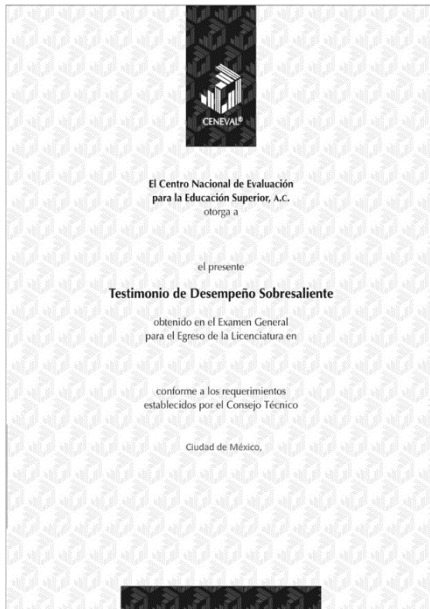 CENEVAL®
El Centro Nacional de Evaluación
para la Educación Superior, A.C.
otorga a
el presente
Testimonio de Desempeño Sobresaliente
obtenido en el Examen General
para el Egreso de la Licenciatura en
conforme a los requerimientos
establecidos por el Consejo Técnico
Ciudad de México,